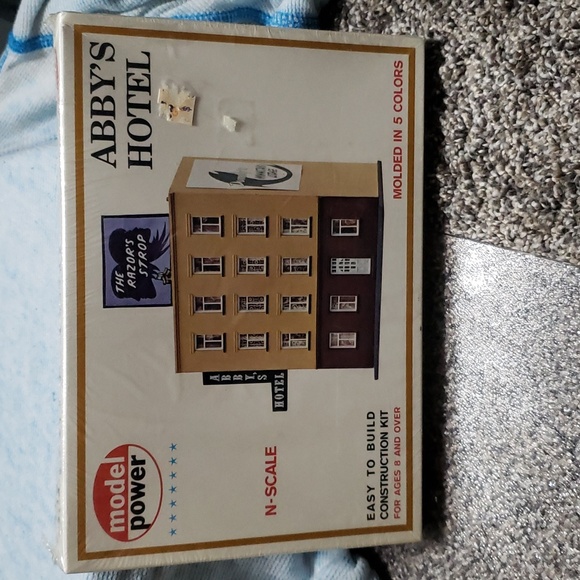 ABBY'S
HOTEL
THE
RAZOR'S
STROP
ABBY'S
HOTEL
model
power
N-SCALE
MOLDED IN 5 COLORS
EASY TO BUILD
CONSTRUCTION KIT
FOR AGES 8 AND OVER